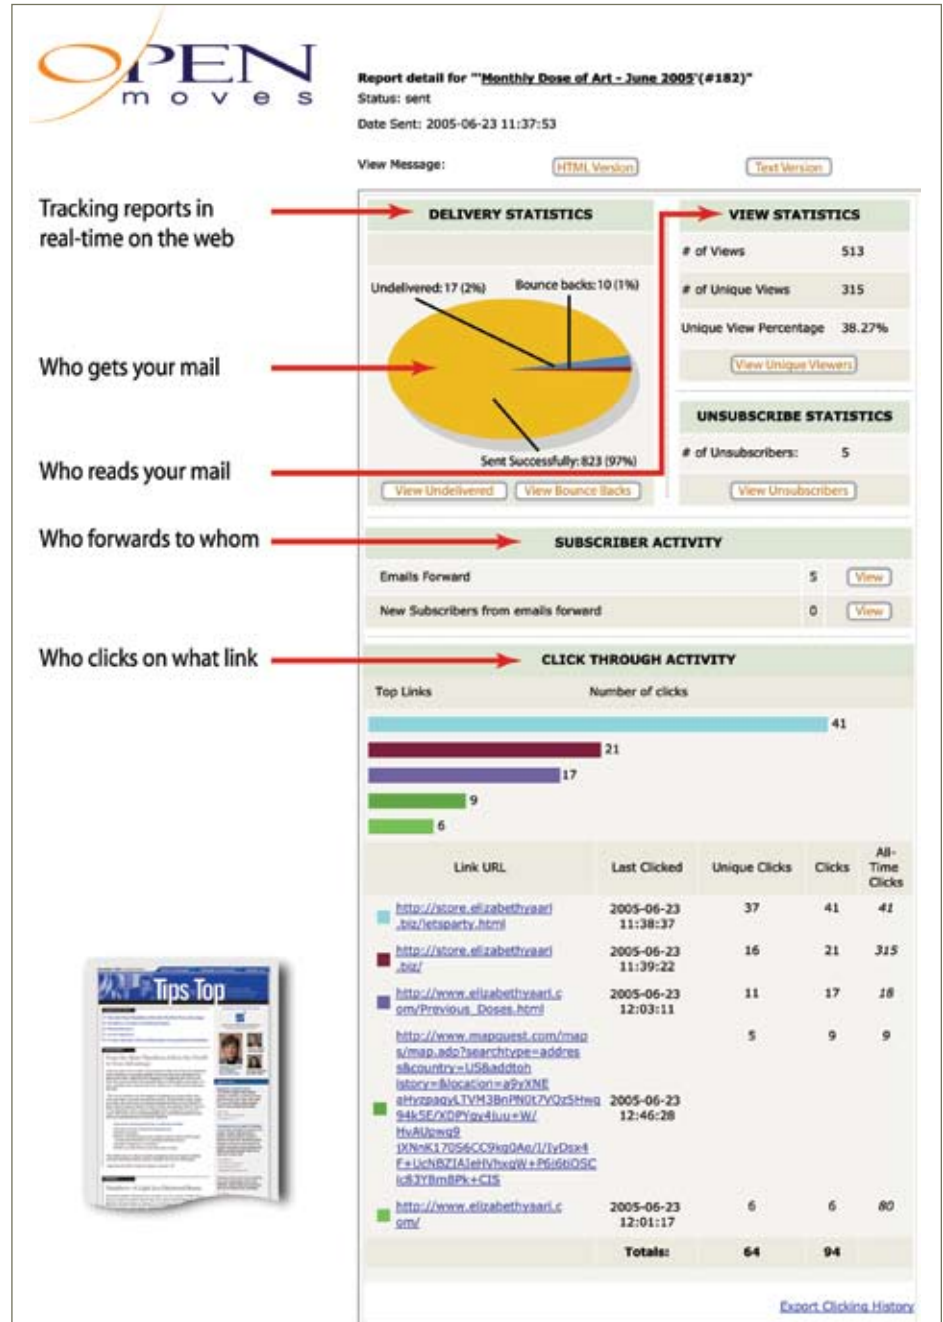 OPEN
moves
Report detail for "'Monthly Dose of Art - June 2005'(#182)"
Status: sent
Date Sent: 2005-06-23 11:37:53
View Message:
HTML Version
Text Version
Tracking reports in
real-time on the web
DELIVERY STATISTICS
Undelivered: 17 (2%)
Bounce backs: 10 (1%)
Who gets your mail
Sent Successfully: 823 (97%)
View Undelivered
View Bounce Backs
VIEW STATISTICS
# of Views 513
# of Unique Views 315
Unique View Percentage 38.27%
View Unique Viewers
Who reads your mail
UNSUBSCRIBE STATISTICS
# of Unsubscribers: 5
View Unsubscribers
Who forwards to whom
SUBSCRIBER ACTIVITY
Emails Forward 5 View
New Subscribers from emails forward 0 View
Who clicks on what link
CLICK THROUGH ACTIVITY
Top Links Number of clicks
41
21
17
9
6
Link URL Last Clicked Unique Clicks Clicks All-
Time
Clicks
http://store.elizabethyaari 2005-06-23 37 41 41
.biz/letsparty.html 11:38:37
http://store.elizabethyaari 2005-06-23 16 21 315
.biz/ 11:39:22
http://www.elizabethyaari.c 2005-06-23 11 17 18
om/Previous_Doses.html 12:03:11
http://www.mapquest.com/map 5 9 9
s/map.adp?searchtype=addres
s&country=US&addtoh
istory=&location=a9yXNE
2005-06-23
12:46:28
HvAUpwq9
http://www.elizabethyaari.c 2005-06-23 6 6 80
om/ 12:01:17
Totals: 64 94
Export Clicking History
Tips Top